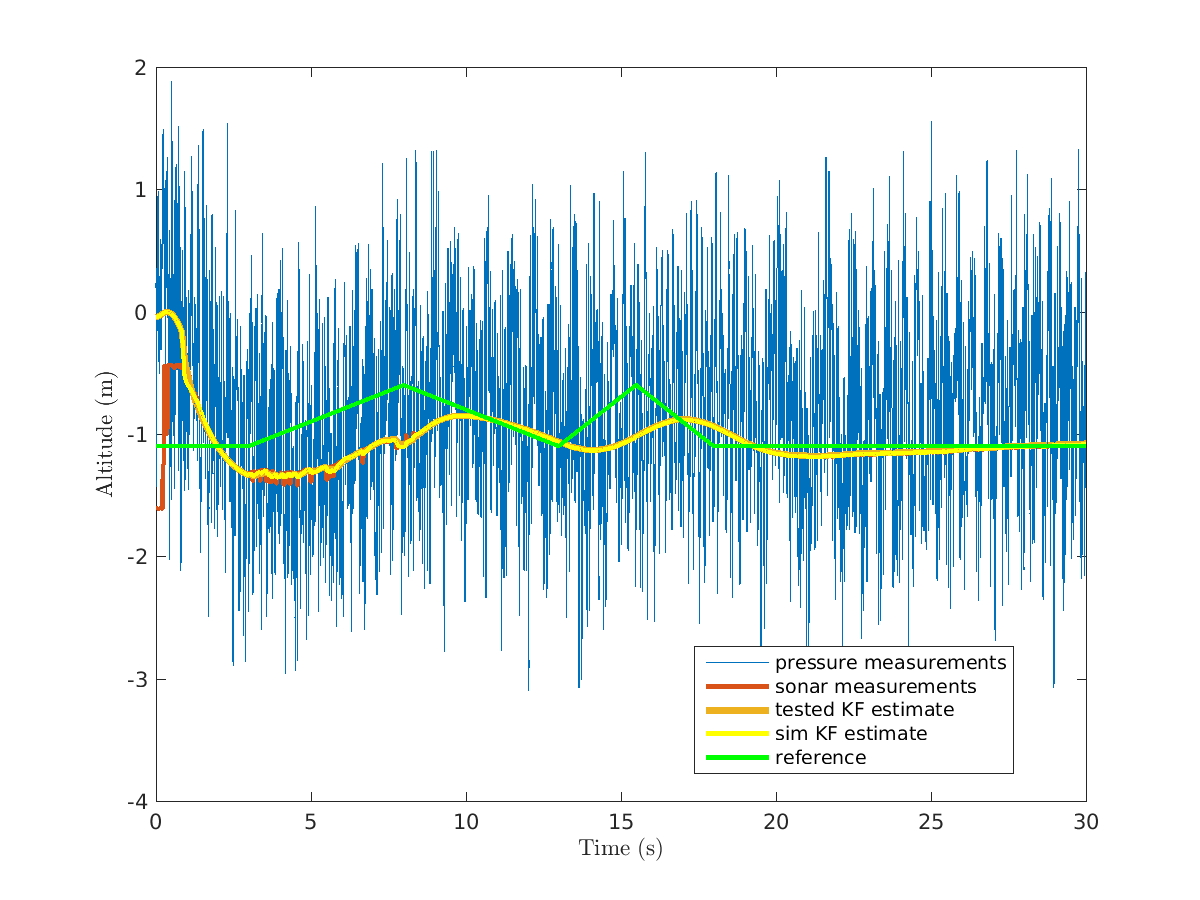 2
1
0
-1
-2
-3
-4
Altitude (m)
0 5 10 15 20 25 30
Time (s)
pressure measurements
sonar measurements
tested KF estimate
sim KF estimate
reference